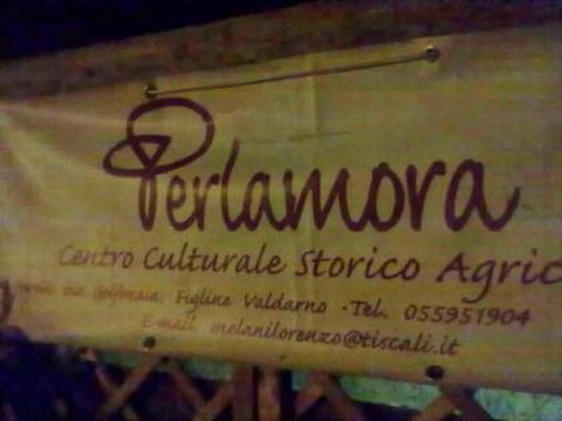 Perlamora
Centro Culturale Storico Agric
Figline Valdarno - Tel. 055951904
E-mail. melanilorenzo@tiscali.it